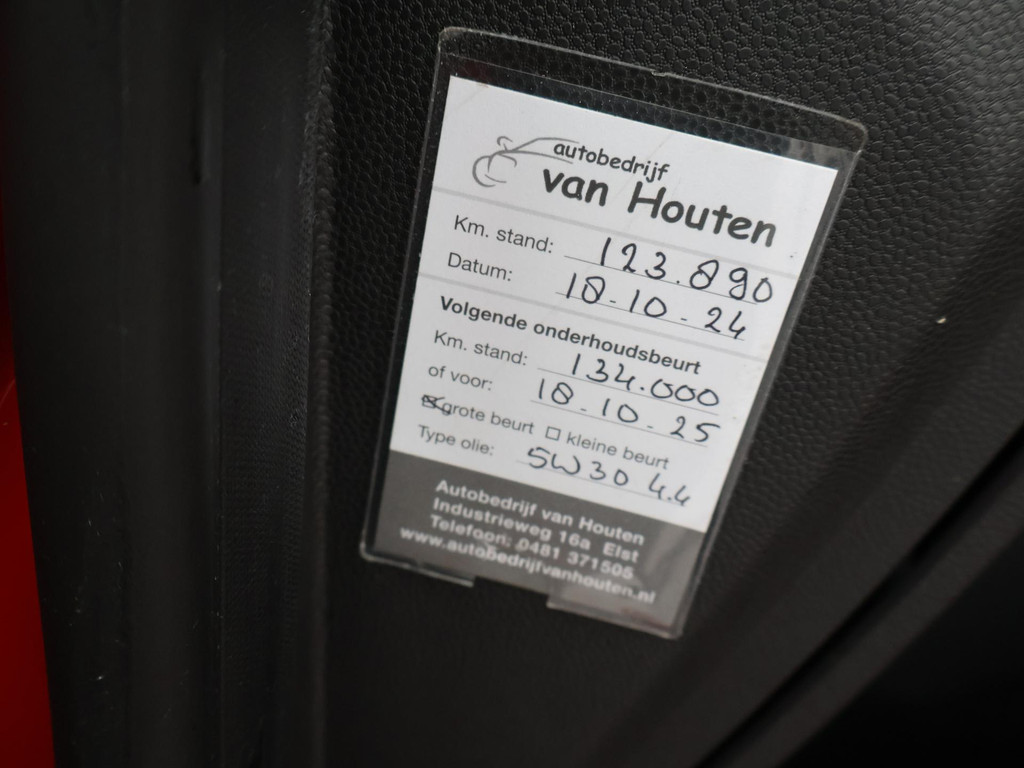 autobedrijf
van Houten
Km. stand: 123.890
Datum: 18-10-24
Volgende onderhoudsbeurt
Km. stand: 134.000
of voor: 18-10-25
☒ grote beurt ☐ kleine beurt
Type olie: 5W30 4.4
Autobedrijf van Houten
Industrieweg 16a Elst
Telefoon: 0481 371505
www.autobedrijfvanhouten.nl